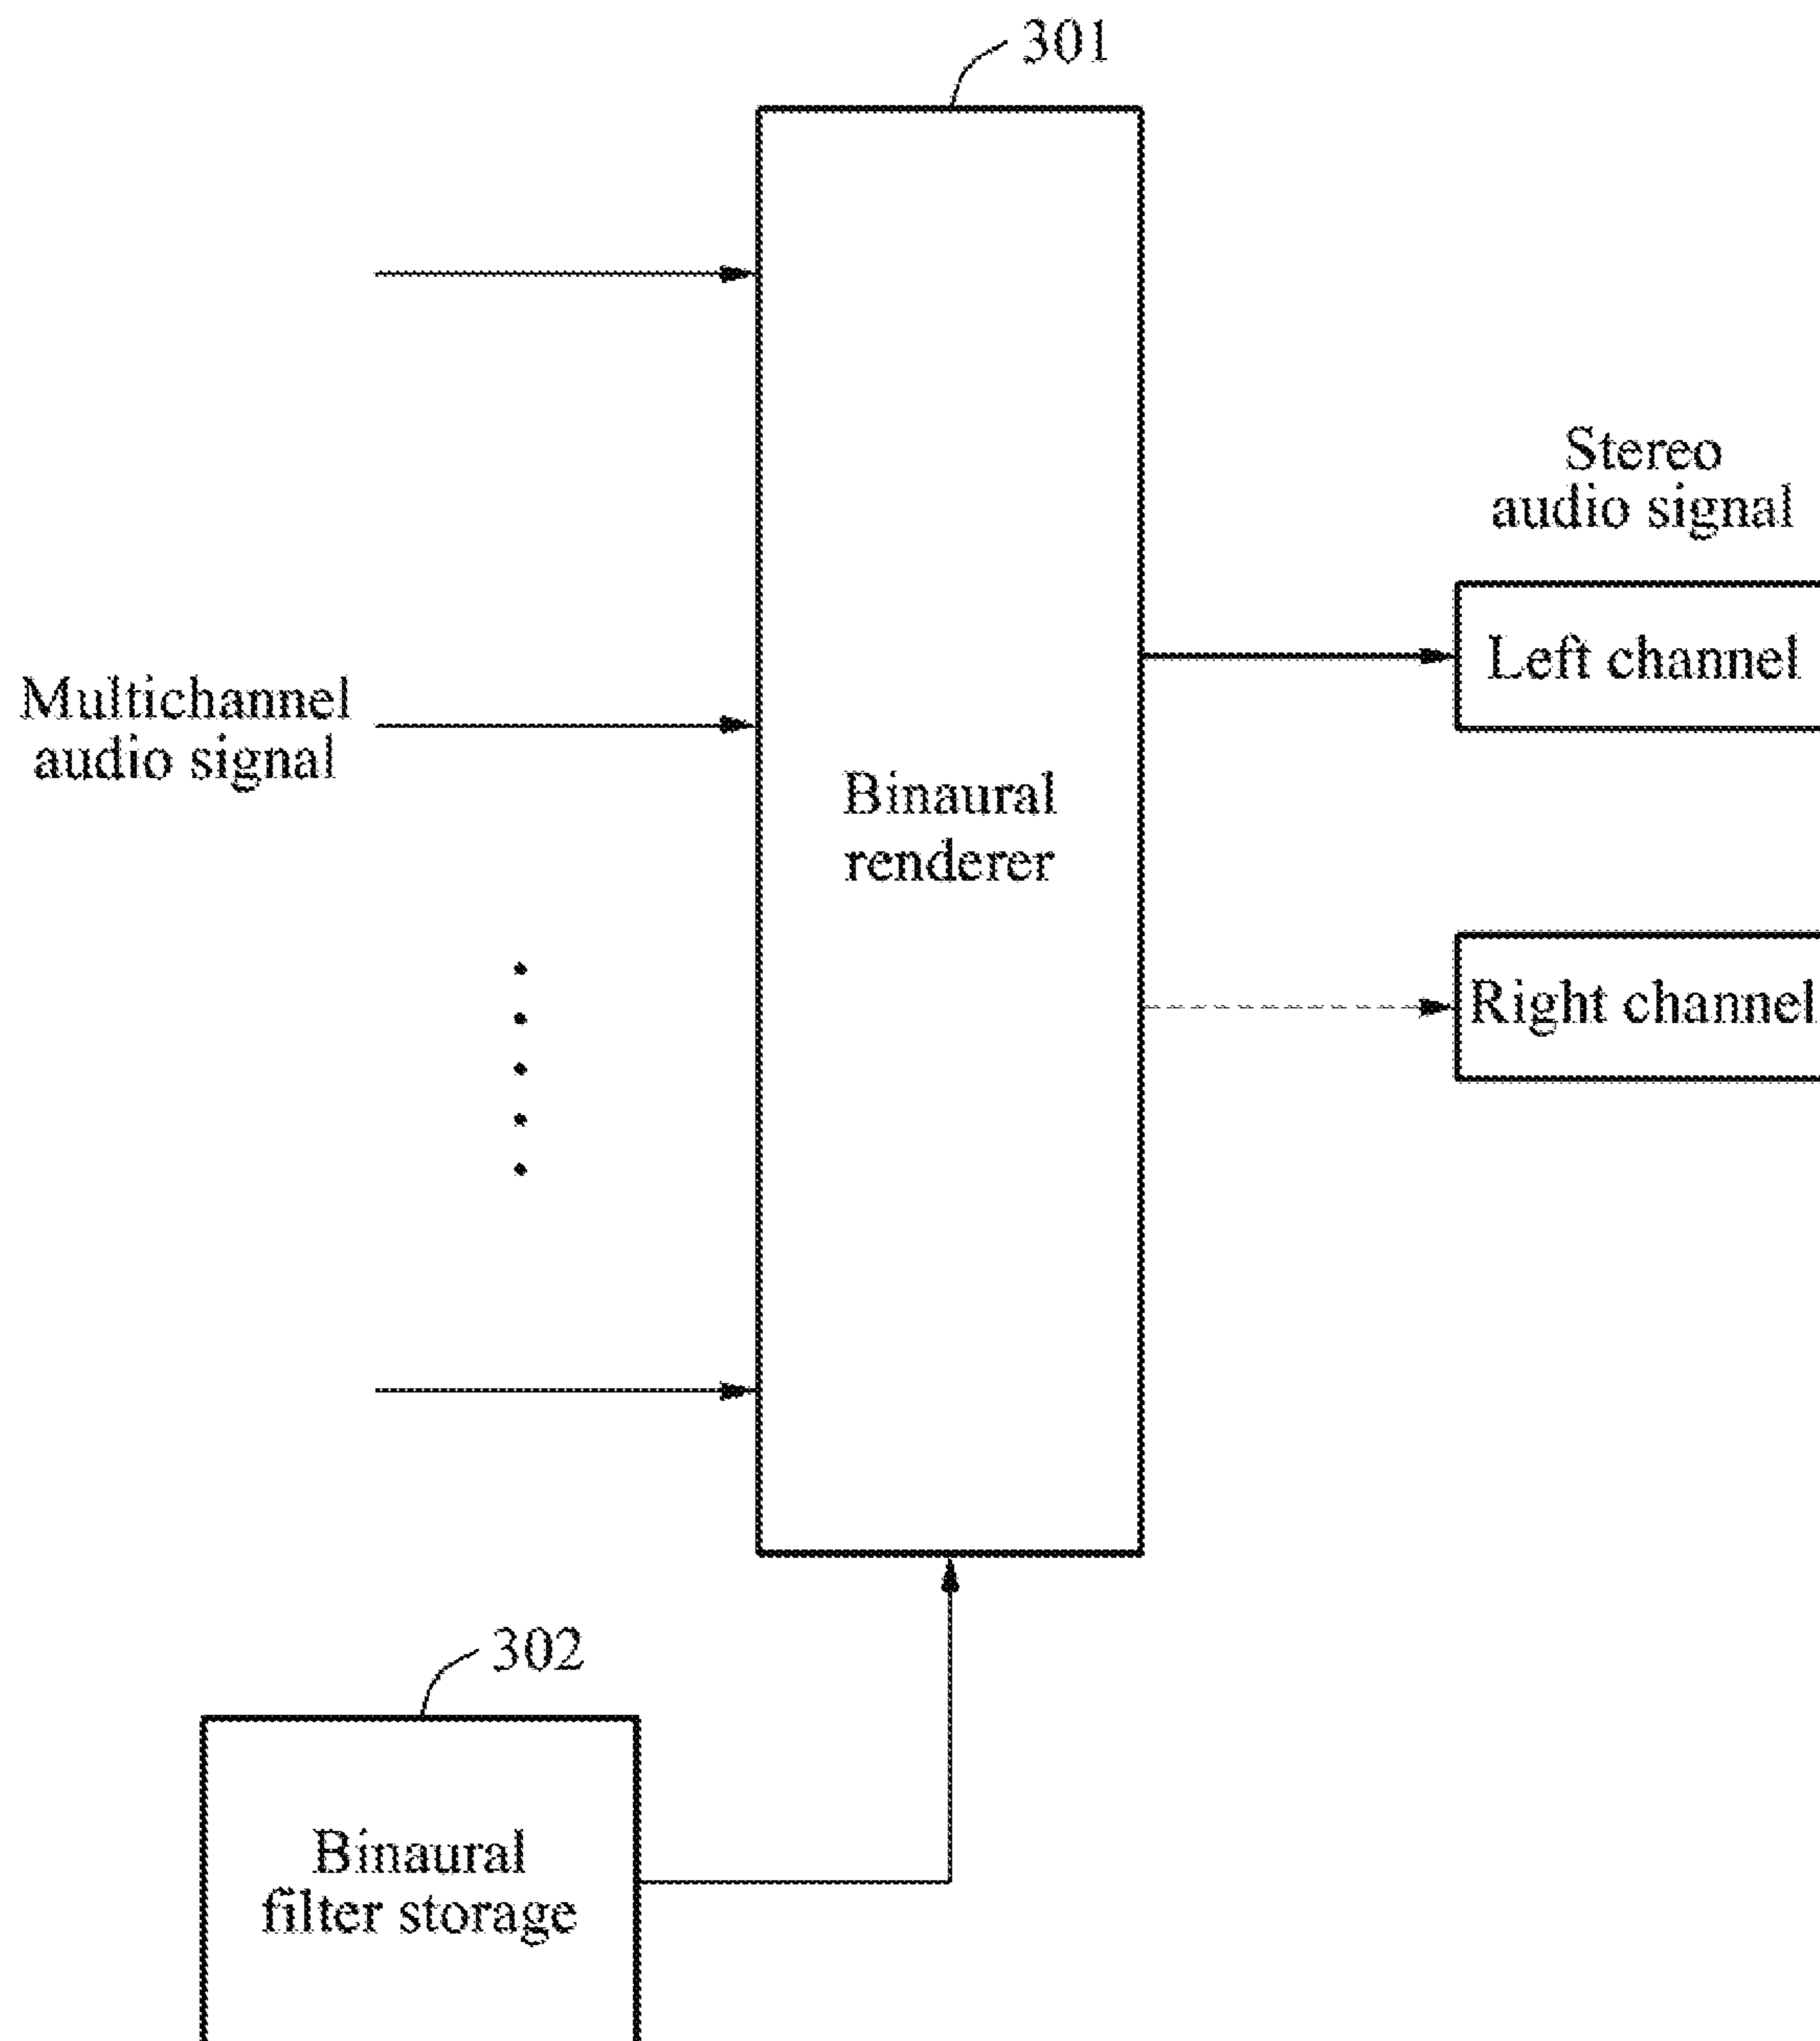 301
Stereo
audio signal
Left channel
Multichannel
audio signal
Binaural
renderer
Right channel
302
Binaural
filter storage